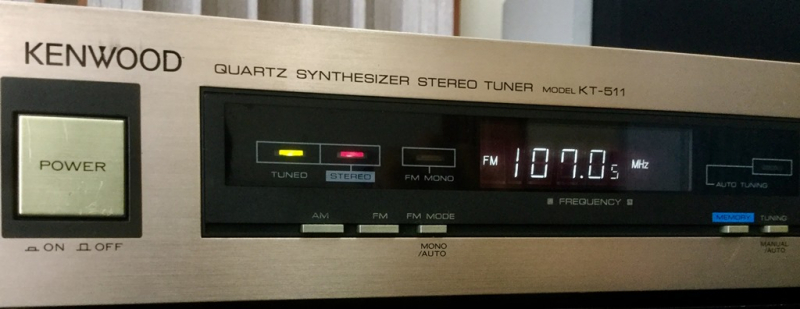 KENWOOD
QUARTZ SYNTHESIZER STEREO TUNER MODEL KT-511
POWER
ON OFF
TUNED STEREO
FM MONO
FM 107.05 MHz
FREQUENCY
AUTO TUNING
AM FM FM MODE
MONO
/AUTO
MEMORY TUNING
MANUAL
/AUTO